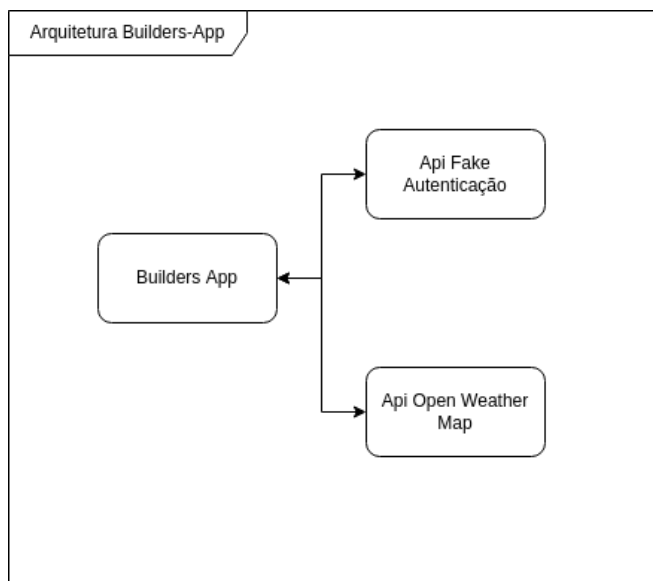 Arquitetura Builders-App
Api Fake
Autenticação
Builders App
Api Open Weather
Map